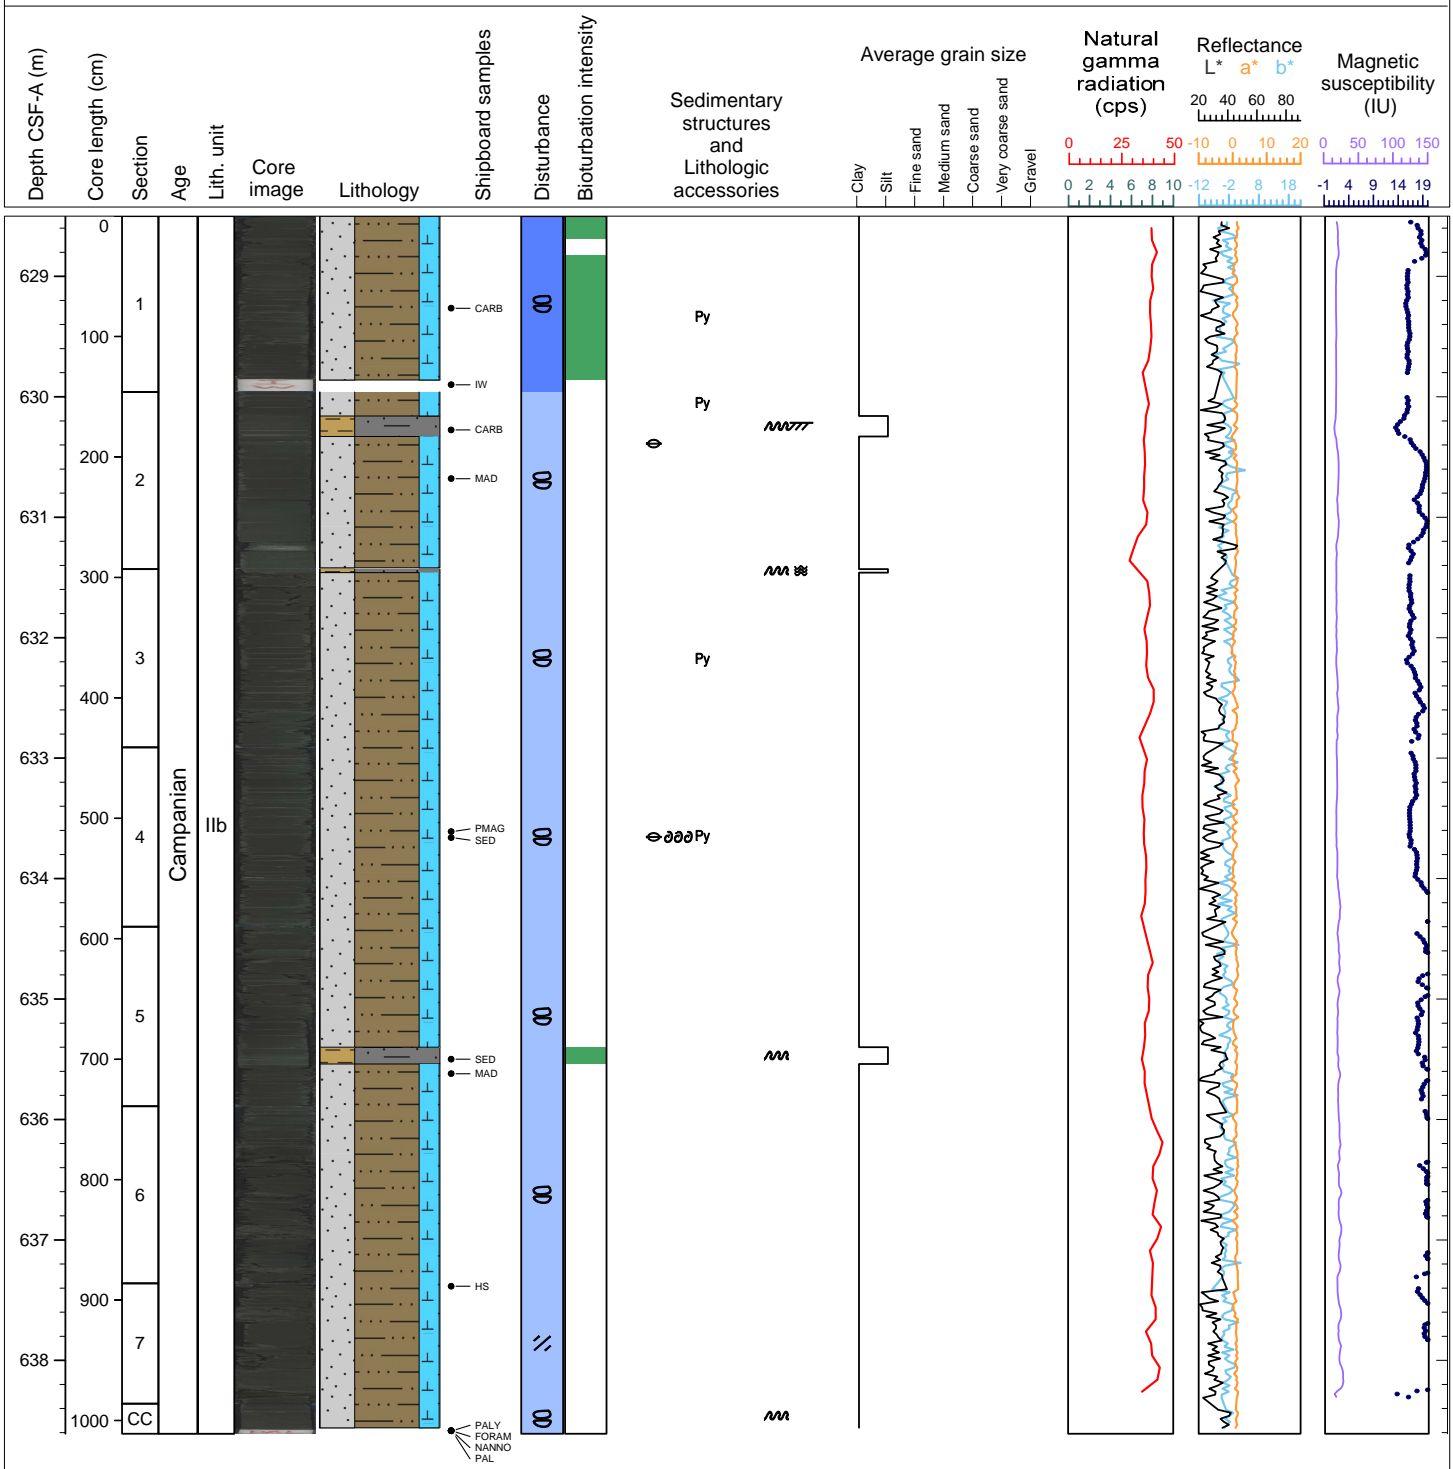 Depth CSF-A (m)
Core length (cm)
Section
Age
Lith. unit
Core
image
Lithology
Shipboard samples
Disturbance
Bioturbation intensity
Sedimentary
structures
and
Lithologic
accessories
Average grain size
Clay
Silt
Fine sand
Medium sand
Coarse sand
Very coarse sand
Gravel
Natural
gamma
radiation
(cps)
0 25 50
0 2 4 6 8 10
Reflectance
L* a* b*
20 40 60 80
-10 0 10 20
-12 -2 8 18
Magnetic
susceptibility
(IU)
0 50 100 150
-1 4 9 14 19
0
629
1
CARB
Py
100
IW
630
Py
CARB
200
2
MAD
631
300
632
3
Py
400
633
Campanian
IIb
500
4
PMAG
SED
Py
634
600
635
5
700
SED
MAD
636
800
6
637
HS
900
7
638
1000
CC
PALY
FORAM
NANNO
PAL